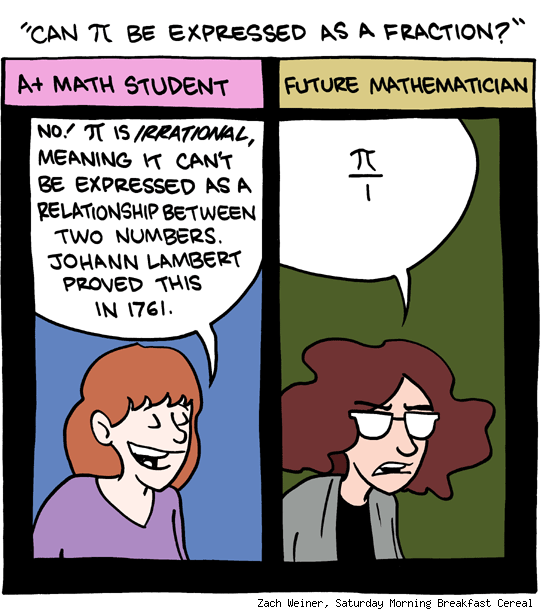 "CAN π BE EXPRESSED AS A FRACTION?"
A+ MATH STUDENT
NO! π IS IRRATIONAL,
MEANING IT CAN'T
BE EXPRESSED AS A
RELATIONSHIP BETWEEN
TWO NUMBERS.
JOHANN LAMBERT
PROVED THIS
IN 1761.
FUTURE MATHEMATICIAN
π
1
Zach Weiner, Saturday Morning Breakfast Cereal